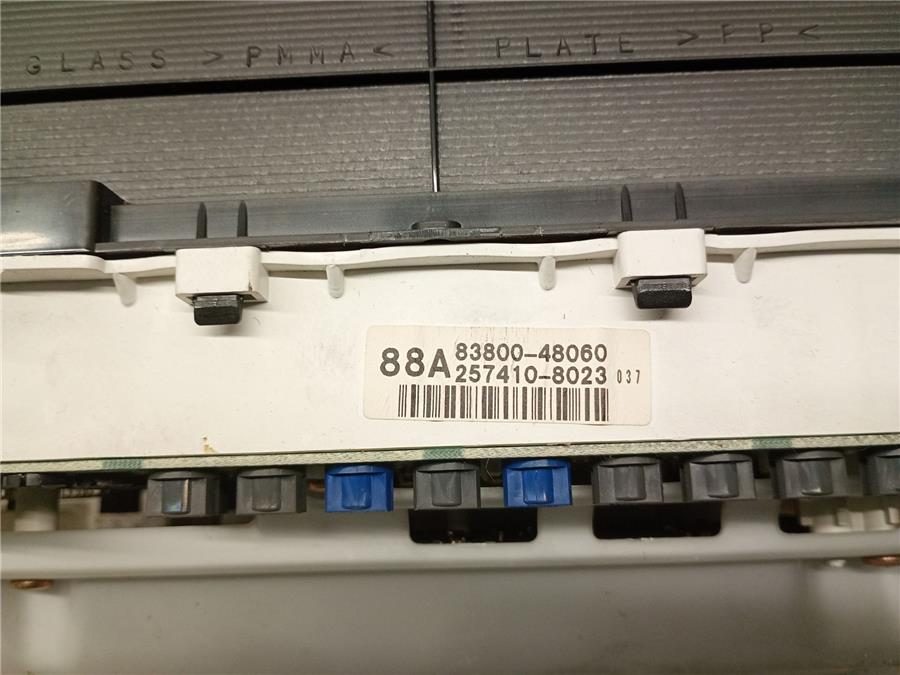 GLASS >PMMA<
PLATE >PP<
88A
83800-48060
257410-8023 037